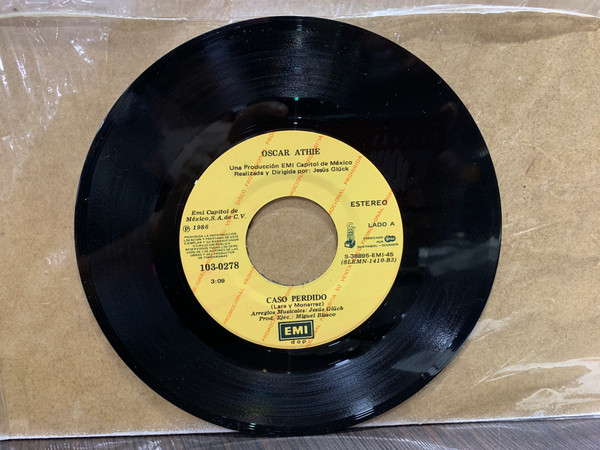 OSCAR ATHIE
Una Producción EMI Capitol de México
Realizada y Dirigida por: Jesús Glück
Emi Capitol de
México, S.A. de C.V.
Ⓟ 1986
103-0278
3:09
ESTEREO
LADO A
FABRICADO
POR
S-38896-EMI-45
(SLEMN-1410-B3)
CASO PERDIDO
(Lara y Monarrez)
Arreglos Musicales: Jesús Glück
Prod. Ejec.: Miguel Blasco
EMI